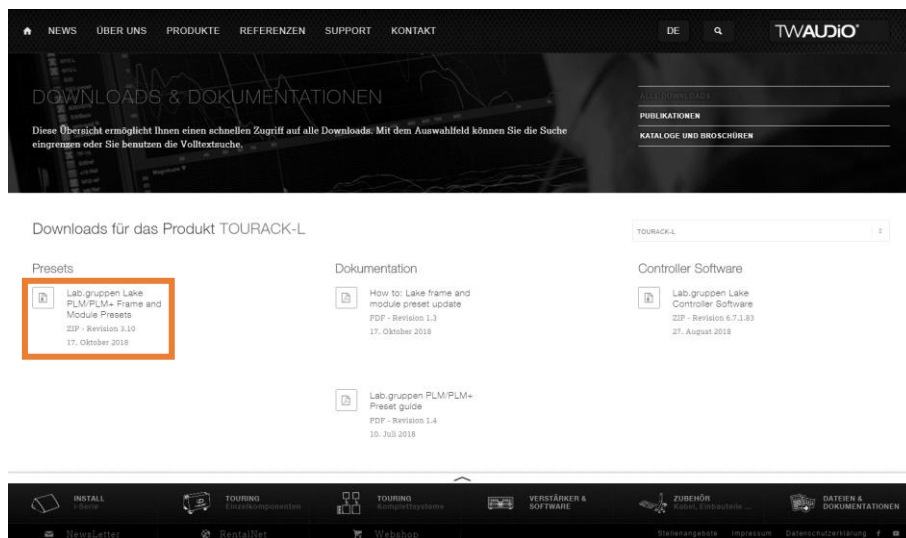 NEWS ÜBER UNS PRODUKTE REFERENZEN SUPPORT KONTAKT DE TWAUDiO
DOWNLOADS & DOKUMENTATIONEN
Diese Übersicht ermöglicht Ihnen einen schnellen Zugriff auf alle Downloads. Mit dem Auswahlfeld können Sie die Suche
eingrenzen oder Sie benutzen die Volltextsuche.
ALLE DOWNLOADS
PUBLIKATIONEN
KATALOGE UND BROSCHÜREN
Downloads für das Produkt TOURACK-L
TOURACK-L
Presets
Lab.gruppen Lake
PLM/PLM+ Frame and
Module Presets
ZIP - Revision 3.10
17. Oktober 2018
Dokumentation
How to: Lake frame and
module preset update
PDF - Revision 1.3
17. Oktober 2018
Lab.gruppen PLM/PLM+
Preset guide
PDF - Revision 1.4
10. Juli 2018
Controller Software
Lab.gruppen Lake
Controller Software
ZIP - Revision 6.7.1.83
27. August 2018
INSTALL
i-Serie
TOURING
Einzelkomponenten
TOURING
Komplettsysteme
VERSTÄRKER &
SOFTWARE
ZUBEHÖR
Kabel, Einbauteile ...
DATEIEN &
DOKUMENTATIONEN
NewsLetter RentalNet Webshop Stellenangebote Impressum Datenschutzerklärung